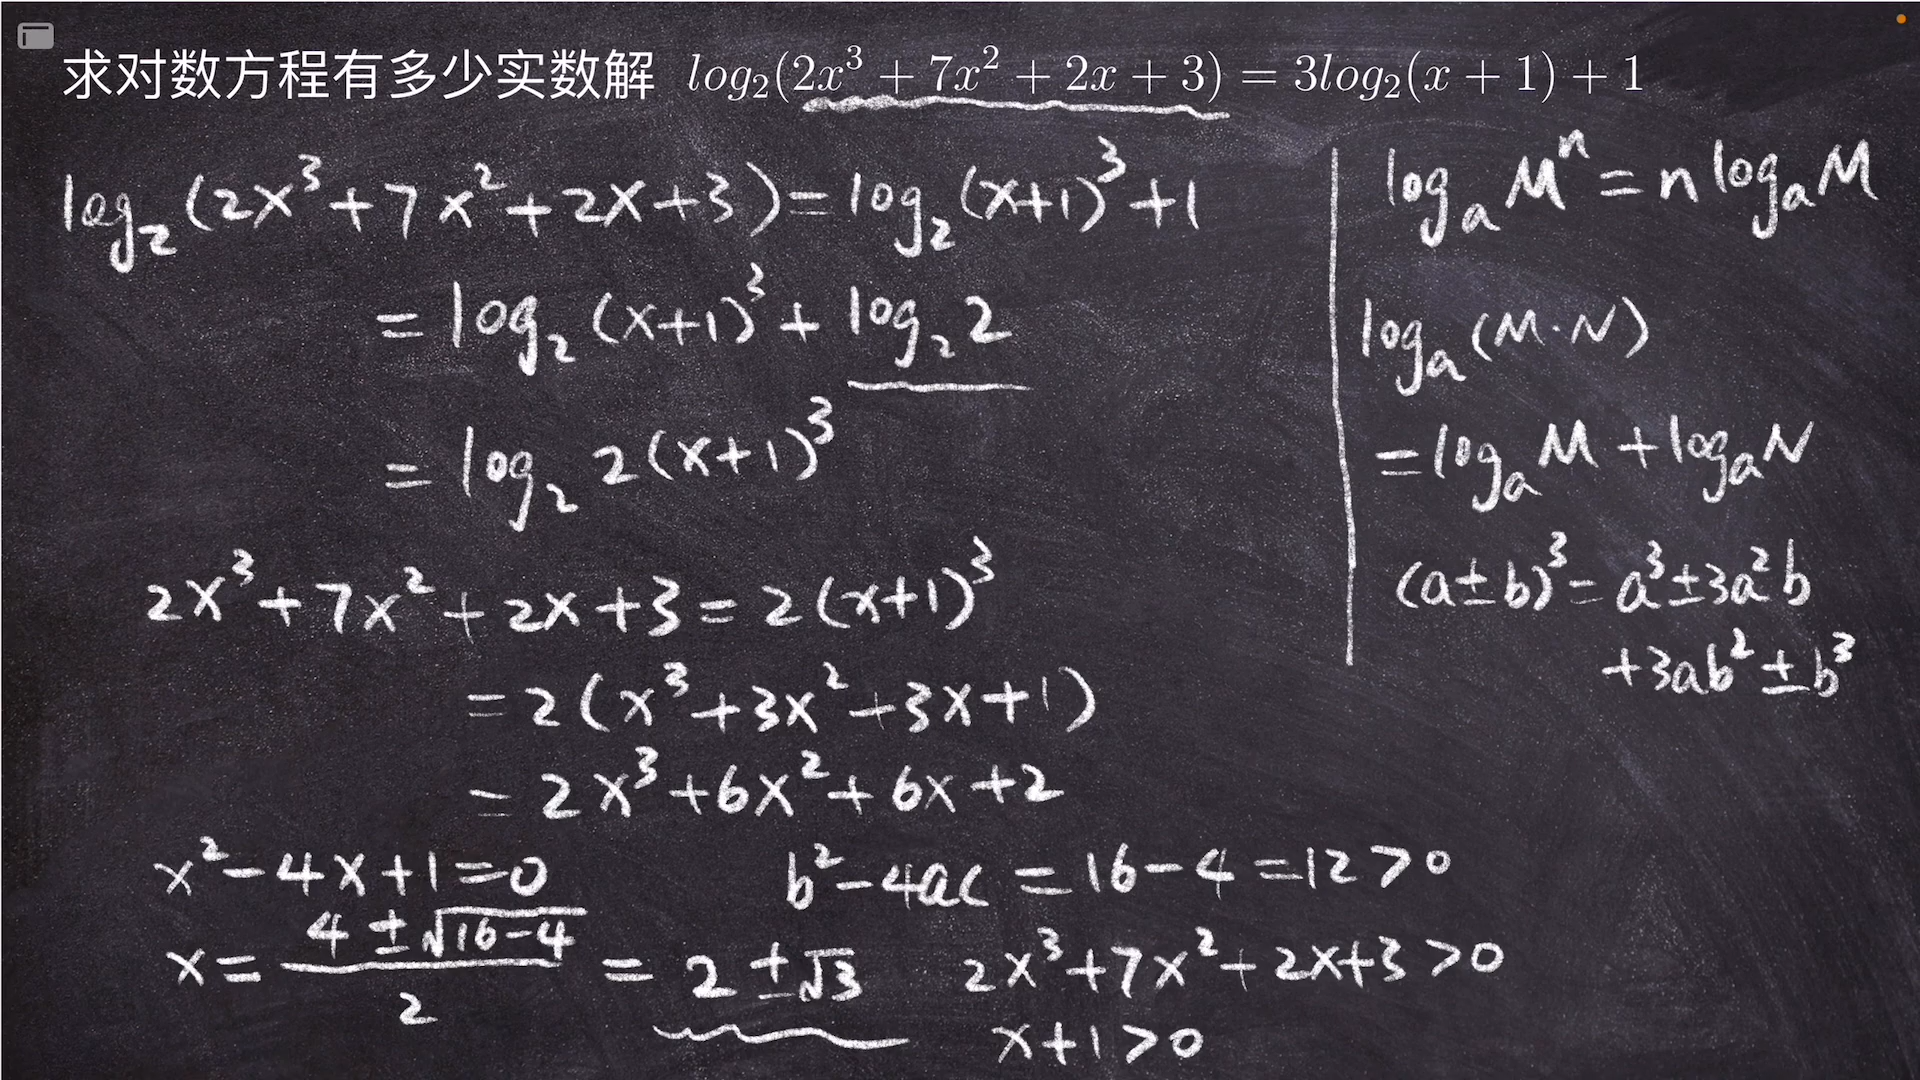 求对数方程有多少实数解 log₂(2x³ + 7x² + 2x + 3) = 3log₂(x + 1) + 1
log₂(2x³+7x²+2x+3)=log₂(x+1)³+1
=log₂(x+1)³+log₂2
=log₂2(x+1)³
2x³+7x²+2x+3=2(x+1)³
=2(x³+3x²+3x+1)
=2x³+6x²+6x+2
x²-4x+1=0
b²-4ac=16-4=12>0
x=(4±√(16-4))/2=2±√3
2x³+7x²+2x+3>0
x+1>0
logₐMⁿ=nlogₐM
logₐ(M·N)
=logₐM+logₐN
(a±b)³=a³±3a²b
+3ab²±b³